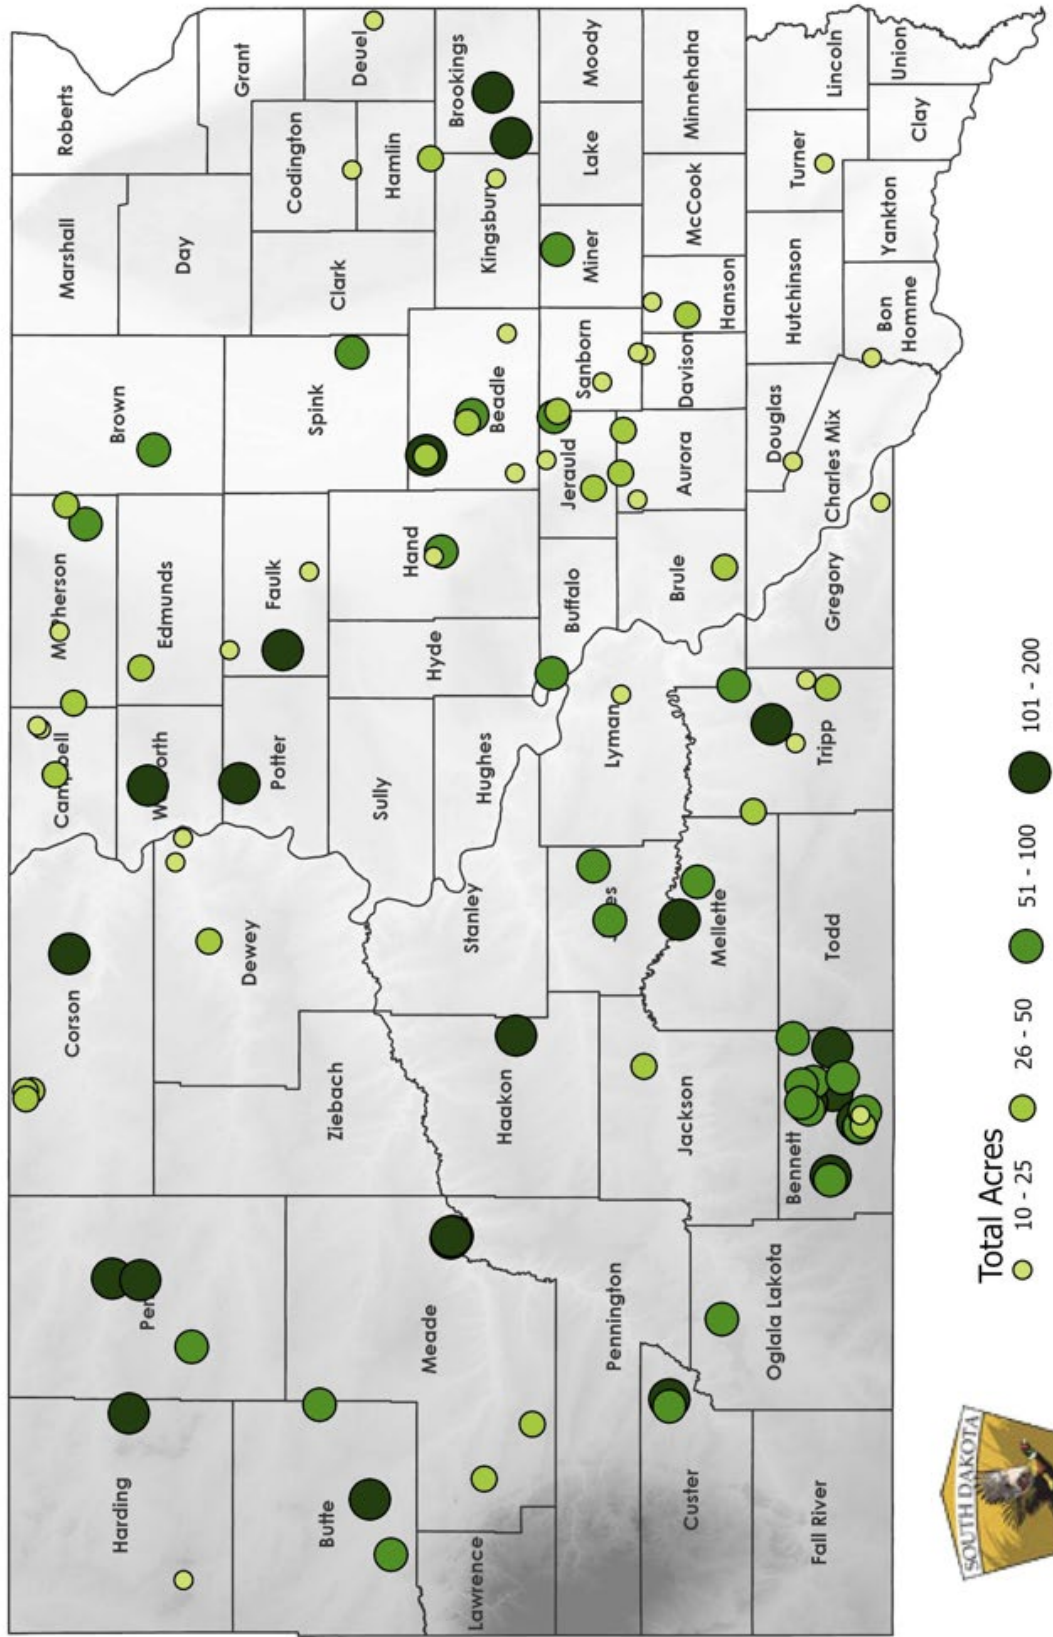 Harding
Corson
Campbell
McPherson
Brown
Marshall
Roberts
Day
Edmunds
Grant
Dewey
Potter
Faulk
Spink
Codington
Butte
Ziebach
Clark
Deuel
Sully
Hamlin
Meade
Hyde
Hand
Brookings
Lawrence
Stanley
Hughes
Beadle
Kingsbury
Haakon
Buffalo
Jerauld
Sanborn
Miner
Lake
Moody
Pennington
Lyman
Jackson
Brule
Aurora
Davison
Hanson
McCook
Minnehaha
Custer
Mellette
Oglala Lakota
Bennett
Todd
Tripp
Gregory
Douglas
Charles Mix
Hutchinson
Turner
Lincoln
Fall River
Bon
Homme
Yankton
Clay
Union
SOUTH DAKOTA
Total Acres
10 - 25
26 - 50
51 - 100
101 - 200